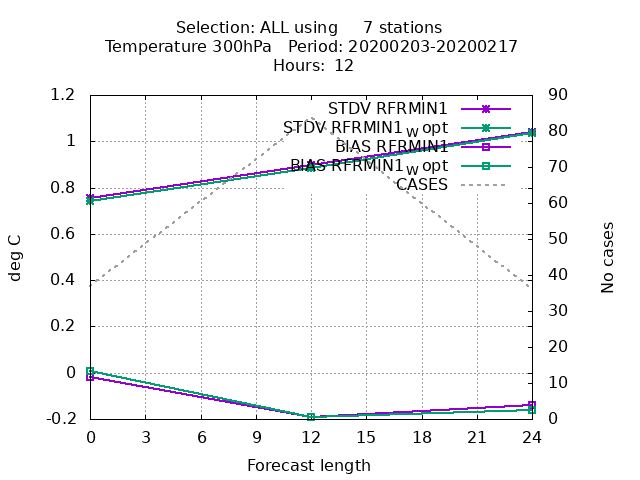 Selection: ALL using     7 stations
Temperature 300hPa   Period: 20200203-20200217
Hours: 12
STDV RFRMIN1
STDV RFRMIN1_W opt
BIAS RFRMIN1
BIAS RFRMIN1_W opt
CASES
1.2
1
0.8
0.6
0.4
0.2
0
-0.2
deg C
90
80
70
60
50
40
30
20
10
0
No cases
0 3 6 9 12 15 18 21 24
Forecast length